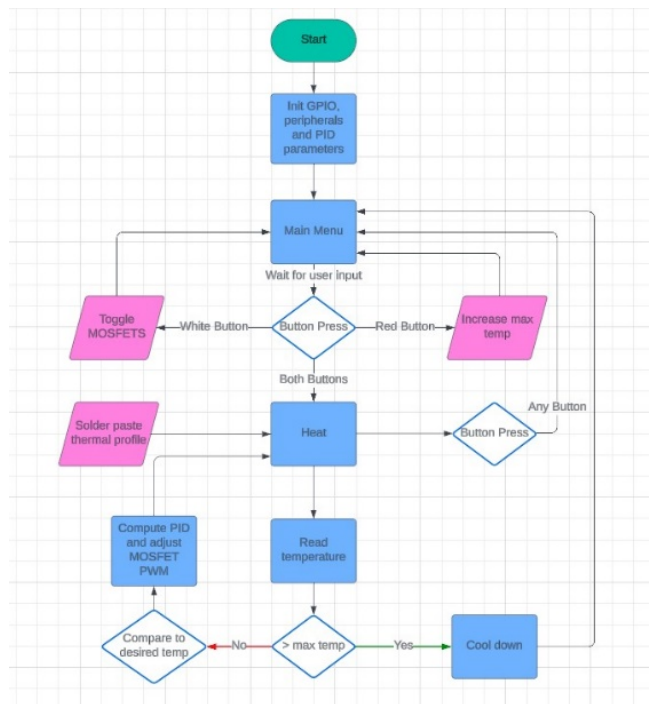 Start
Init GPIO,
peripherals
and PID
parameters
Main Menu
Wait for user input
Toggle
MOSFETS
White Button
Button Press
Red Button
Increase max
temp
Both Buttons
Solder paste
thermal profile
Heat
Button Press
Any Button
Compute PID
and adjust
MOSFET
PWM
Read
temperature
Compare to
desired temp
No
> max temp
Yes
Cool down